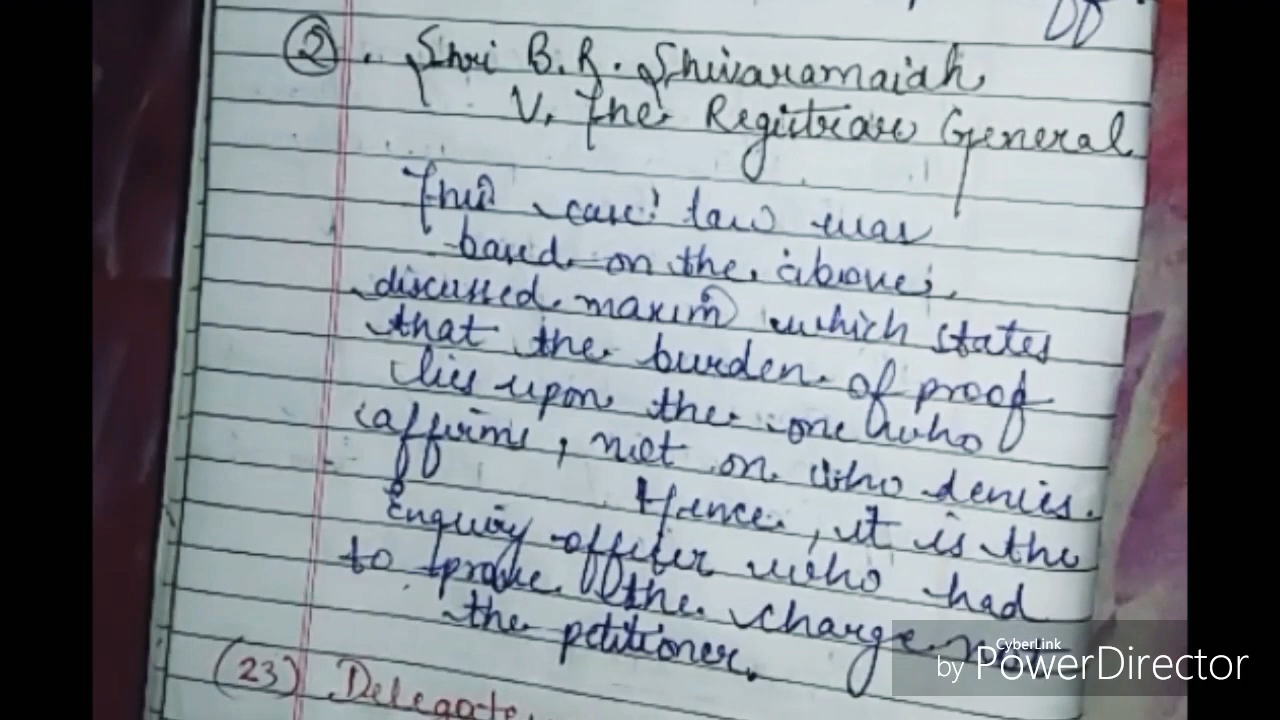 ②. Shri B.R. Shivaramaiah
V. The Registrar General
This case law was
based on the above
discussed maxim which states
that the burden of proof
lies upon the one who
affirms, not on who denies.
Hence, it is the
Enquiry officer who had
to prove the charge
the petitioner.
(23) Delegate
CyberLink
by PowerDirector